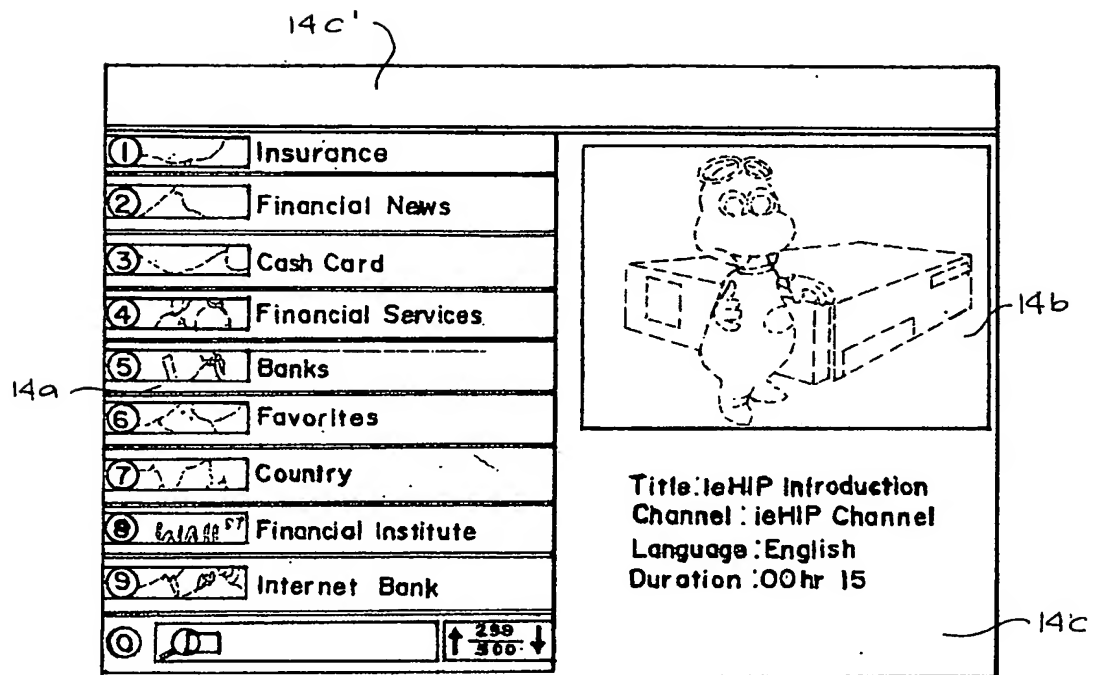 14c'
① Insurance
② Financial News
③ Cash Card
④ Financial Services
⑤ Banks
⑥ Favorites
⑦ Country
⑧ Financial Institute
⑨ Internet Bank
⓪ ↑ 299/300 ↓
14a
14b
Title:ieHIP Introduction
Channel : ieHIP Channel
Language :English
Duration :00hr 15
14c